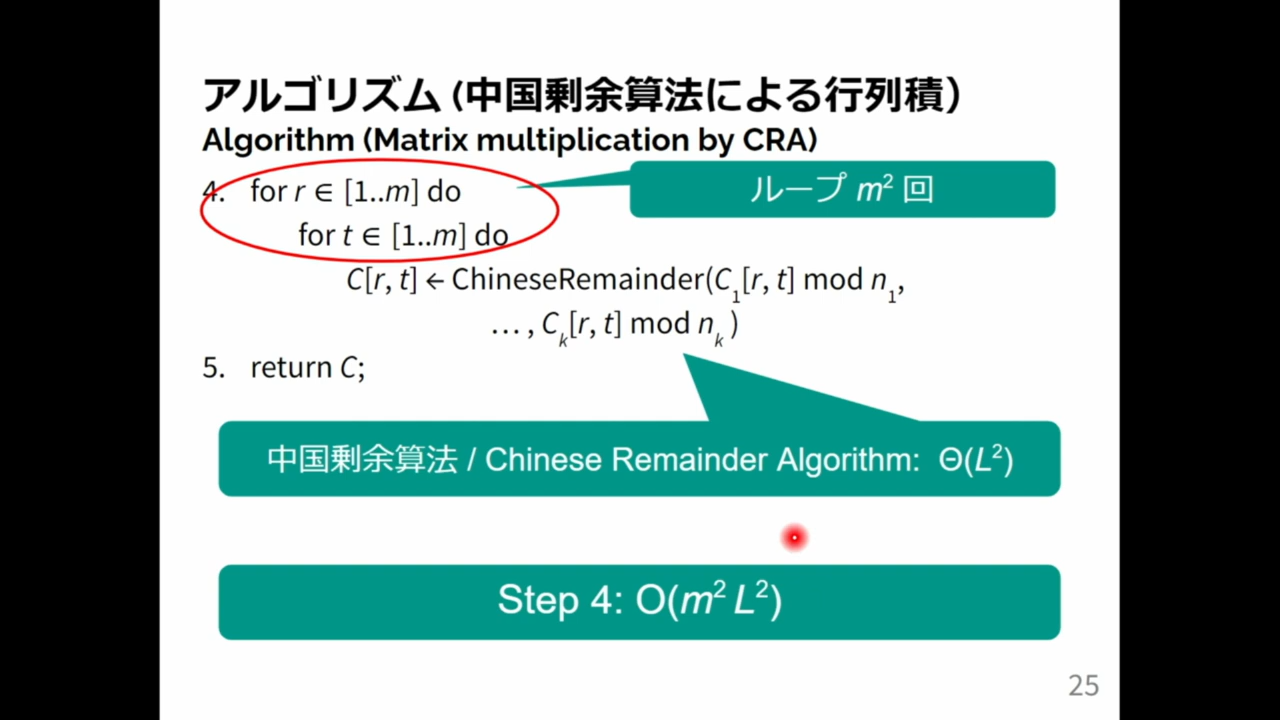 アルゴリズム (中国剰余算法による行列積)
Algorithm (Matrix multiplication by CRA)
4. for r ∈ [1..m] do
ループ m² 回
for t ∈ [1..m] do
C[r, t] ← ChineseRemainder(C₁[r, t] mod n₁,
… , Cₖ[r, t] mod nₖ )
5. return C;
中国剰余算法 / Chinese Remainder Algorithm: Θ(L²)
Step 4: O(m² L²)
25